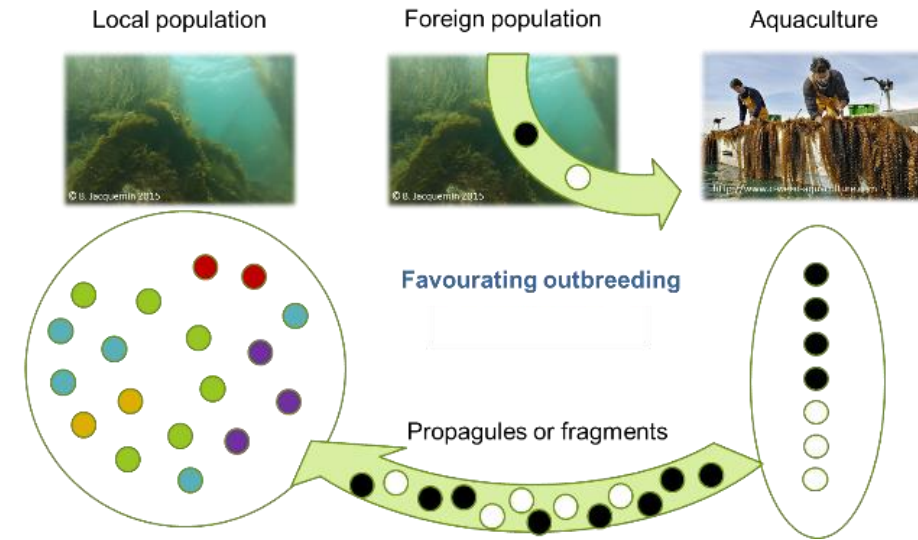 Local population
Foreign population
Aquaculture
© B. Jacquemin 2015
© B. Jacquemin 2015
Favourating outbreeding
Propagules or fragments